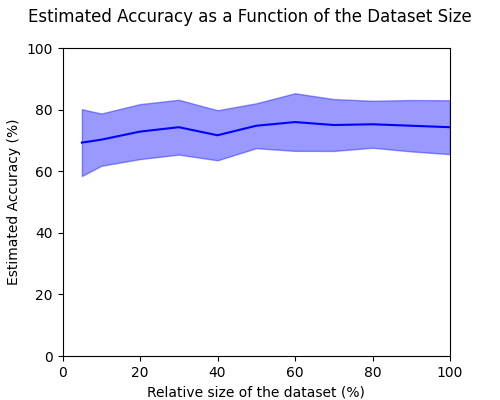 Estimated Accuracy as a Function of the Dataset Size
100
80
60
40
20
0
Estimated Accuracy (%)
0 20 40 60 80 100
Relative size of the dataset (%)